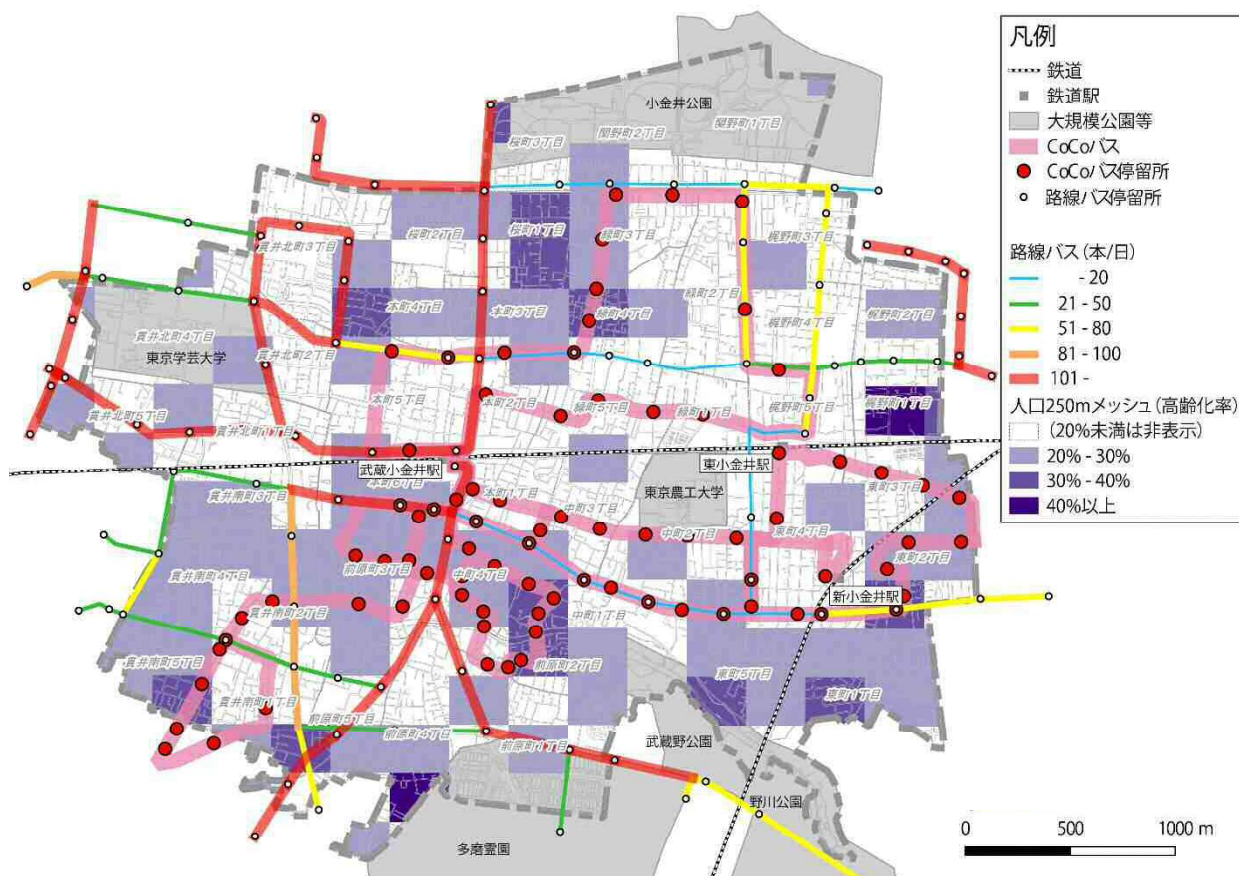 凡例
鉄道
鉄道駅
大規模公園等
CoCoバス
CoCoバス停留所
路線バス停留所
路線バス(本/日)
- 20
21 - 50
51 - 80
81 - 100
101 -
人口250mメッシュ(高齢化率)
(20%未満は非表示)
20% - 30%
30% - 40%
40%以上
小金井公園
関野町2丁目
関野町1丁目
桜町3丁目
桜町2丁目
桜町1丁目
緑町3丁目
梶野町3丁目
貫井北町3丁目
緑町2丁目
本町4丁目
本町3丁目
緑町4丁目
梶野町4丁目
梶野町2丁目
貫井北町4丁目
東京学芸大学
貫井北町2丁目
本町5丁目
本町2丁目
緑町5丁目
緑町1丁目
梶野町5丁目
梶野町1丁目
貫井北町5丁目
貫井北町1丁目
武蔵小金井駅
東小金井駅
本町6丁目
貫井南町3丁目
本町1丁目
中町3丁目
東京農工大学
東町3丁目
中町2丁目
東町4丁目
東町2丁目
貫井南町4丁目
前原町3丁目
中町4丁目
新小金井駅
貫井南町2丁目
中町1丁目
貫井南町5丁目
前原町2丁目
東町5丁目
東町1丁目
貫井南町1丁目
前原町5丁目
前原町4丁目
前原町1丁目
武蔵野公園
野川公園
多磨霊園
0 500 1000 m